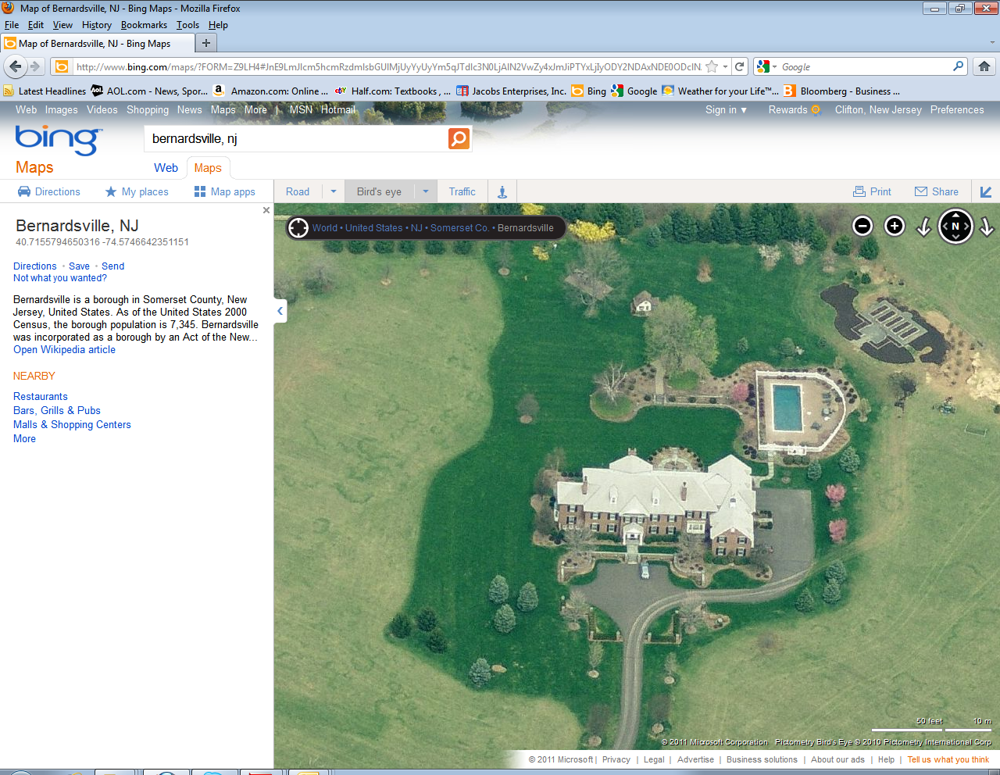 Map of Bernardsville, NJ - Bing Maps - Mozilla Firefox
File Edit View History Bookmarks Tools Help
Map of Bernardsville, NJ - Bing Maps
Google
Latest Headlines AOL.com - News, Spor... Amazon.com: Online ... Half.com: Textbooks , ... Jacobs Enterprises, Inc. Bing Google Weather for your Life™... Bloomberg - Business ...
Web Images Videos Shopping News Maps More | MSN Hotmail Sign in Rewards Clifton, New Jersey Preferences
bing™
bernardsville, nj
Maps
Web Maps
Directions My places Map apps Road Bird's eye Traffic Print Share
Bernardsville, NJ
40.7155794650316 -74.5746642351151
World • United States • NJ • Somerset Co. • Bernardsville
N
Directions • Save • Send
Not what you wanted?
Bernardsville is a borough in Somerset County, New
Jersey, United States. As of the United States 2000
Census, the borough population is 7,345. Bernardsville
was incorporated as a borough by an Act of the New...
Open Wikipedia article
NEARBY
Restaurants
Bars, Grills & Pubs
Malls & Shopping Centers
More
50 feet 10 m
© 2011 Microsoft Corporation Pictometry Bird's Eye © 2010 Pictometry International Corp
© 2011 Microsoft | Privacy | Legal | Advertise | Business solutions | About our ads | Help | Tell us what you think